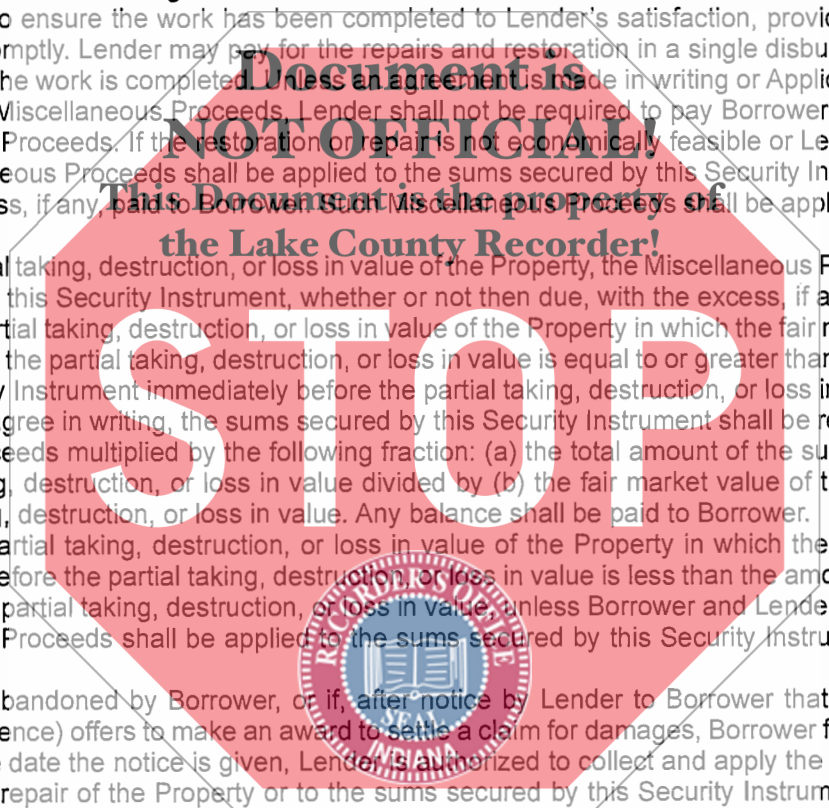 o ensure the work has been completed to Lender's satisfaction, provi
mptly. Lender may pay for the repairs and restoration in a single disbu
he work is completed. Unless an agreement is made in writing or Appli
Miscellaneous Proceeds, Lender shall not be required to pay Borrower
Proceeds. If the restoration or repair is not economically feasible or Le
eous Proceeds shall be applied to the sums secured by this Security In
ss, if any, paid to Borrower. Such Miscellaneous Proceeds shall be appl
Document is
NOT OFFICIAL!
This Document is the property of
the Lake County Recorder!
al taking, destruction, or loss in value of the Property, the Miscellaneous P
this Security Instrument, whether or not then due, with the excess, if a
rtial taking, destruction, or loss in value of the Property in which the fair m
the partial taking, destruction, or loss in value is equal to or greater than
y Instrument immediately before the partial taking, destruction, or loss i
gree in writing, the sums secured by this Security Instrument shall be re
eeds multiplied by the following fraction: (a) the total amount of the su
g, destruction, or loss in value divided by (b) the fair market value of t
, destruction, or loss in value. Any balance shall be paid to Borrower.
STOP
artial taking, destruction, or loss in value of the Property in which the
efore the partial taking, destruction, or loss in value is less than the amo
partial taking, destruction, or loss in value, unless Borrower and Lende
Proceeds shall be applied to the sums secured by this Security Instru
RECORDER'S OFFICE
SEAL
INDIANA
bandoned by Borrower, or if, after notice by Lender to Borrower that
ence) offers to make an award to settle a claim for damages, Borrower f
date the notice is given, Lender is authorized to collect and apply the
repair of the Property or to the sums secured by this Security Instrum